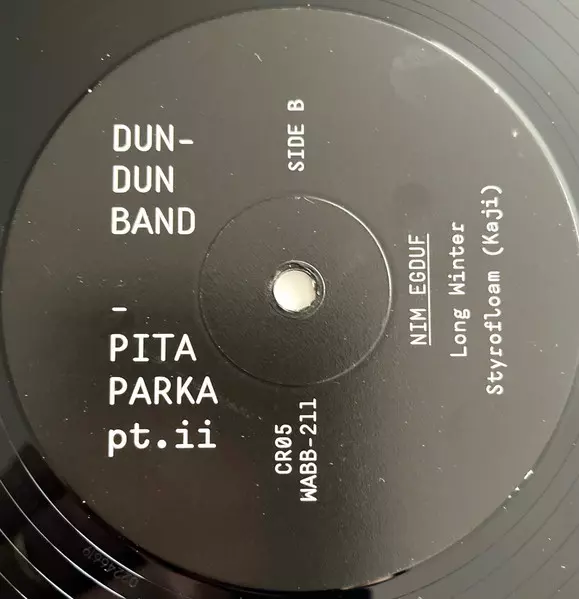 DUN-
DUN
BAND
-
PITA
PARKA
pt.ii
SIDE B
CR05
WABB-211
NIM EGDUF
Long Winter
Styrofloam (Kaji)